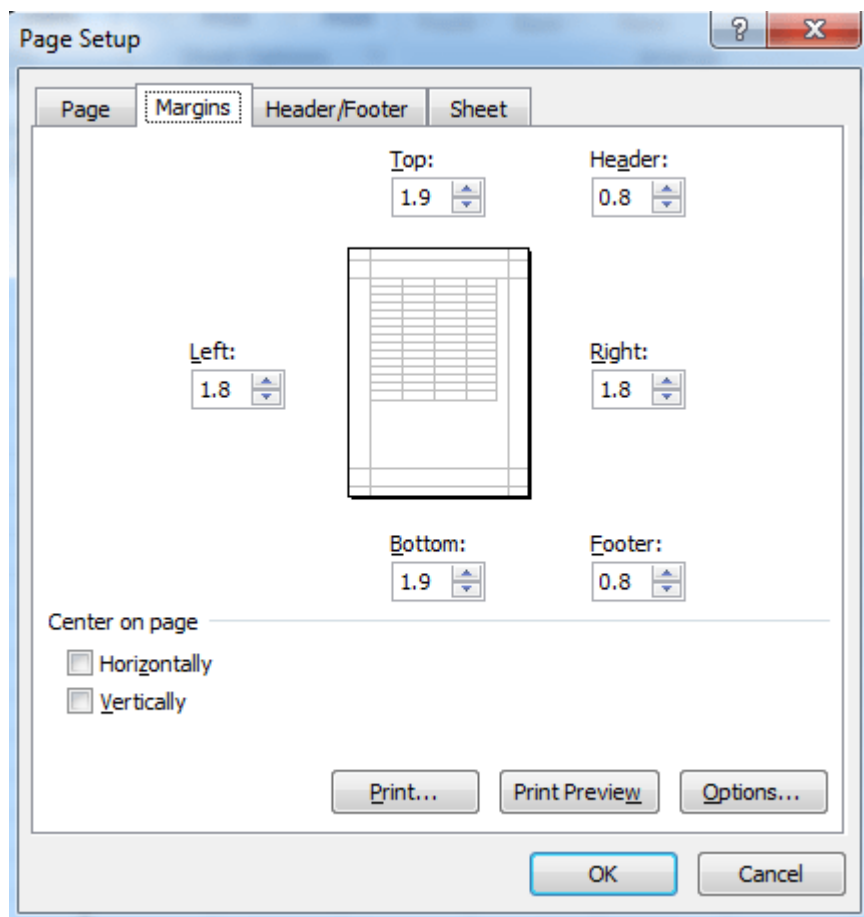 Page Setup
Page Margins Header/Footer Sheet
Top: Header:
1.9 0.8
Left: Right:
1.8 1.8
Bottom: Footer:
1.9 0.8
Center on page
Horizontally
Vertically
Print... Print Preview Options...
OK Cancel